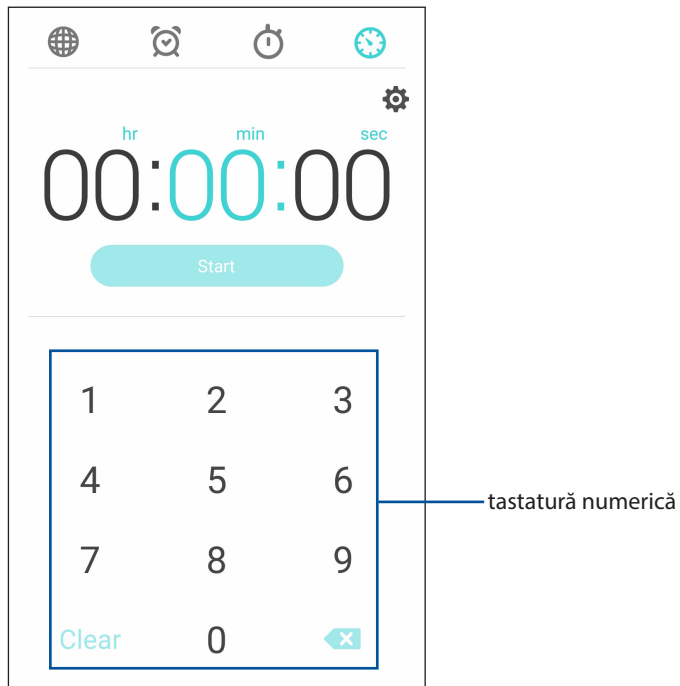 hr min sec
00:00:00
Start
1 2 3
4 5 6
tastatură numerică
7 8 9
Clear 0